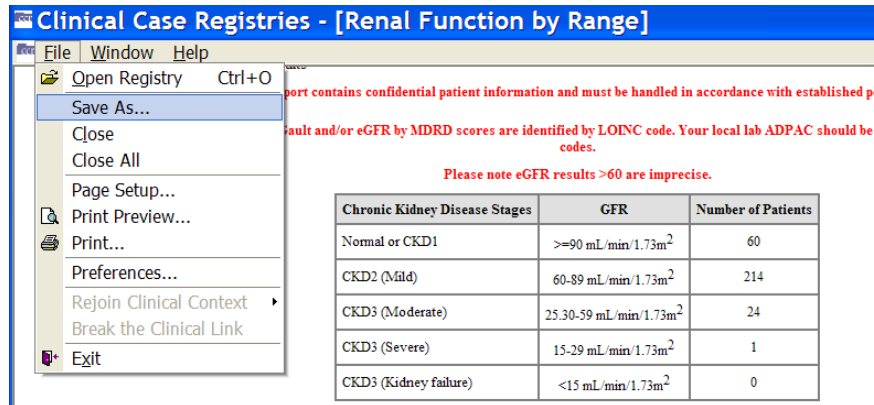 Clinical Case Registries - [Renal Function by Range]
File Window Help
Open Registry Ctrl+O
Save As...
Close
Close All
Page Setup...
Print Preview...
Print...
Preferences...
Rejoin Clinical Context
Break the Clinical Link
Exit
port contains confidential patient information and must be handled in accordance with established p
ault and/or eGFR by MDRD scores are identified by LOINC code. Your local lab ADPAC should be
codes.
Please note eGFR results >60 are imprecise.
Chronic Kidney Disease Stages GFR Number of Patients
Normal or CKD1 >=90 mL/min/1.73m2 60
CKD2 (Mild) 60-89 mL/min/1.73m2 214
CKD3 (Moderate) 25.30-59 mL/min/1.73m2 24
CKD3 (Severe) 15-29 mL/min/1.73m2 1
CKD3 (Kidney failure) <15 mL/min/1.73m2 0